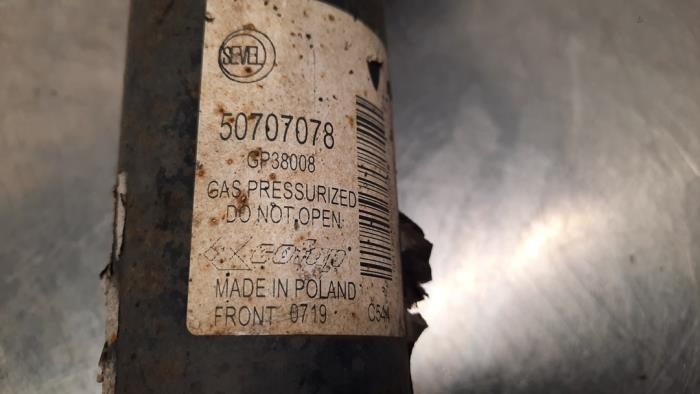 SEVEL
50707078
GP38008
GAS PRESSURIZED
DO NOT OPEN
MADE IN POLAND
FRONT 0719